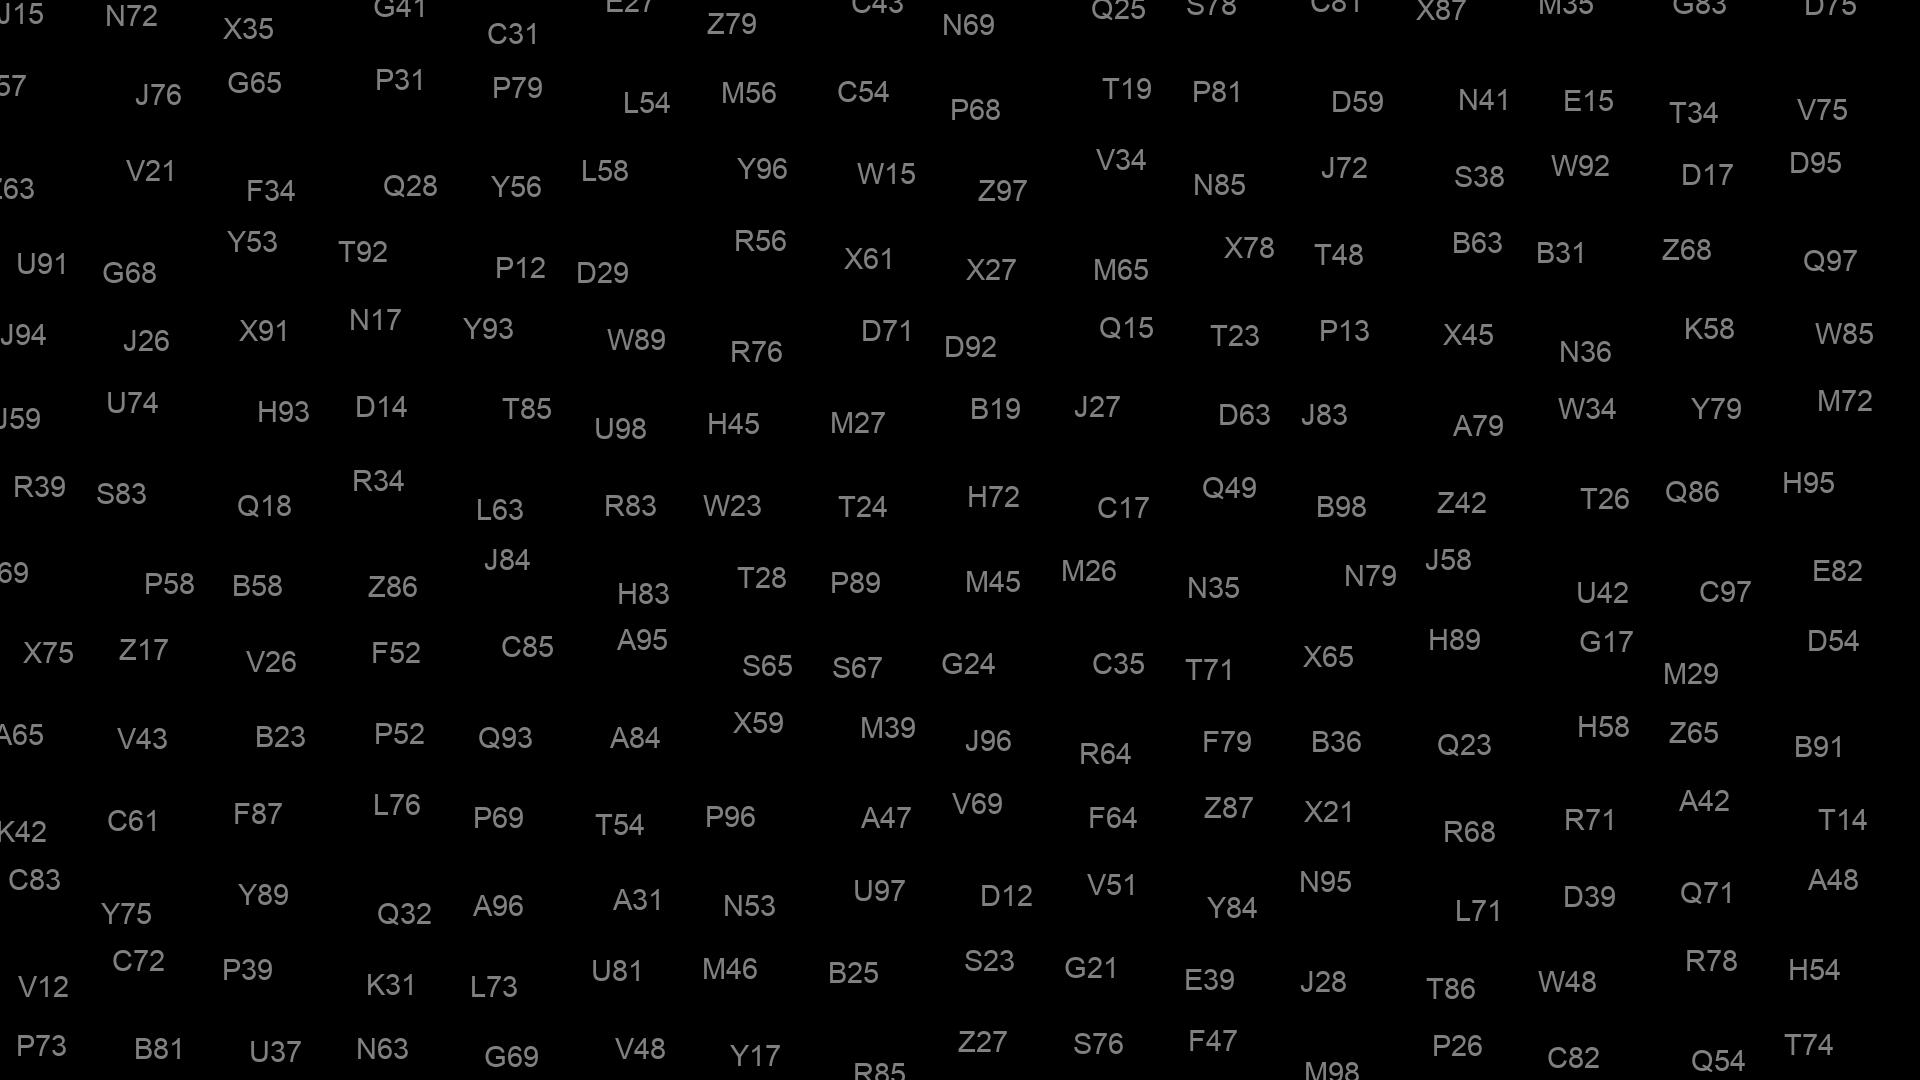 J15 N72 X35 G41 C31 E27 Z79 C43 N69 Q25 S78 C81 X87 M35 G83 D75
57 J76 G65 P31 P79 L54 M56 C54 P68 T19 P81 D59 N41 E15 T34 V75
63 V21 F34 Q28 Y56 L58 Y96 W15 Z97 V34 N85 J72 S38 W92 D17 D95
U91 G68 Y53 T92 P12 D29 R56 X61 X27 M65 X78 T48 B63 B31 Z68 Q97
J94 J26 X91 N17 Y93 W89 R76 D71 D92 Q15 T23 P13 X45 N36 K58 W85
J59 U74 H93 D14 T85 U98 H45 M27 B19 J27 D63 J83 A79 W34 Y79 M72
R39 S83 Q18 R34 L63 R83 W23 T24 H72 C17 Q49 B98 Z42 T26 Q86 H95
69 P58 B58 Z86 J84 H83 T28 P89 M45 M26 N35 N79 J58 U42 C97 E82
X75 Z17 V26 F52 C85 A95 S65 S67 G24 C35 T71 X65 H89 G17 M29 D54
A65 V43 B23 P52 Q93 A84 X59 M39 J96 R64 F79 B36 Q23 H58 Z65 B91
K42 C61 F87 L76 P69 T54 P96 A47 V69 F64 Z87 X21 R68 R71 A42 T14
C83 Y75 Y89 Q32 A96 A31 N53 U97 D12 V51 Y84 N95 L71 D39 Q71 A48
V12 C72 P39 K31 L73 U81 M46 B25 S23 G21 E39 J28 T86 W48 R78 H54
P73 B81 U37 N63 G69 V48 Y17 R85 Z27 S76 F47 M98 P26 C82 Q54 T74